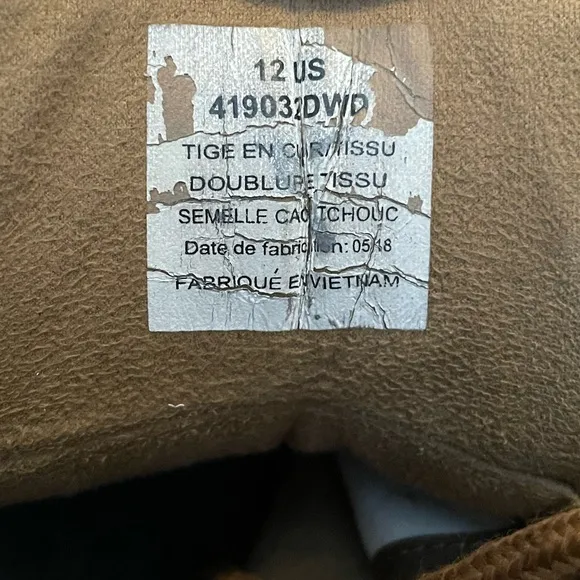 12 US
419032DWD
TIGE EN CUIR/TISSU
DOUBLURE TISSU
SEMELLE CAOUTCHOUC
Date de fabrication: 05/18
FABRIQUÉ EN VIETNAM